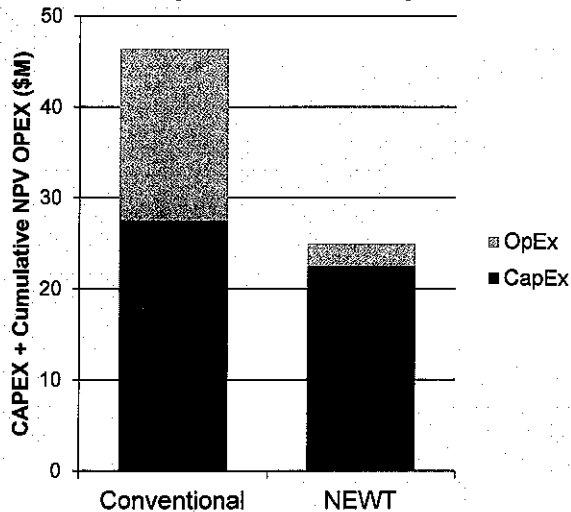 CAPEX + Cumulative NPV OPEX ($M)
50
40
30
20
10
0
Conventional
NEWT
OpEx
CapEx